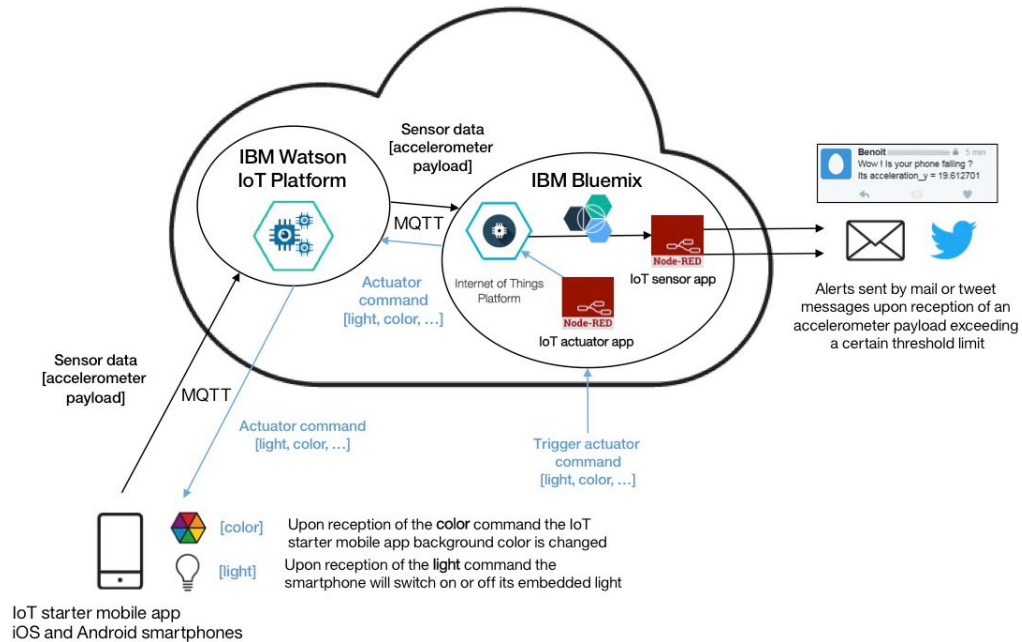 Sensor data
[accelerometer
payload]
IBM Watson
IoT Platform
MQTT
IBM Bluemix
Internet of Things
Platform
Node-RED
IoT sensor app
Node-RED
IoT actuator app
Actuator
command
[light, color, ...]
Benoit
5 min
Wow ! Is your phone falling ?
Its acceleration_y = 19.612701
Alerts sent by mail or tweet
messages upon reception of an
accelerometer payload exceeding
a certain threshold limit
Sensor data
[accelerometer
payload]
MQTT
Actuator command
[light, color, ...]
Trigger actuator
command
[light, color, ...]
[color]
Upon reception of the color command the IoT
starter mobile app background color is changed
[light]
Upon reception of the light command the
smartphone will switch on or off its embedded light
IoT starter mobile app
iOS and Android smartphones